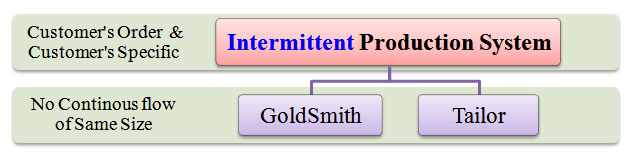 Customer's Order &
Customer's Specific
Intermittent Production System
No Continous flow
of Same Size
GoldSmith
Tailor